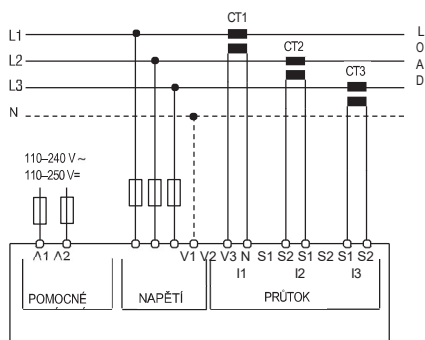 CT1
L1
L
L2
CT2
O
L3
CT3
A
D
N
110–240 V ~
110–250 V=
Λ1 Λ2
V1 V2 V3 N S1 S2 S1 S2 S1 S2
I1 I2 I3
POMOCNÉ
NAPĚTÍ
PRŮTOK